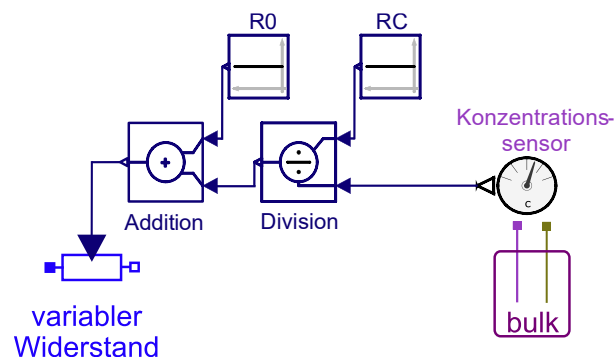 R0
RC
Konzentrations-
sensor
c
Addition
Division
variabler
Widerstand
bulk